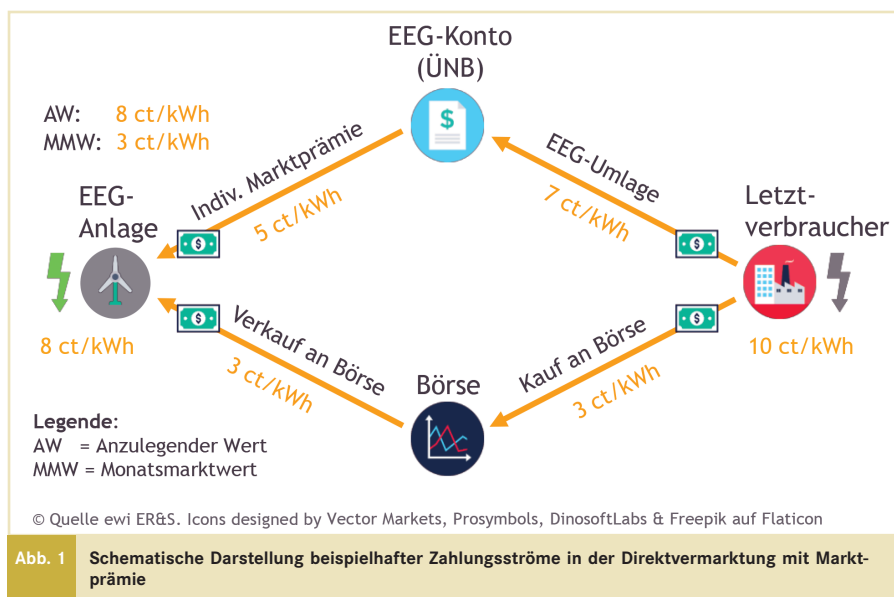 EEG-Konto
(ÜNB)
AW: 8 ct/kWh
MMW: 3 ct/kWh
Indiv. Marktprämie
5 ct/kWh
EEG-Umlage
7 ct/kWh
EEG-
Anlage
Letzt-
verbraucher
8 ct/kWh
10 ct/kWh
Verkauf an Börse
3 ct/kWh
Börse
Kauf an Börse
3 ct/kWh
Legende:
AW = Anzulegender Wert
MMW = Monatsmarktwert
© Quelle ewi ER&S. Icons designed by Vector Markets, Prosymbols, DinosoftLabs & Freepik auf Flaticon
Abb. 1 Schematische Darstellung beispielhafter Zahlungsströme in der Direktvermarktung mit Markt-
prämie